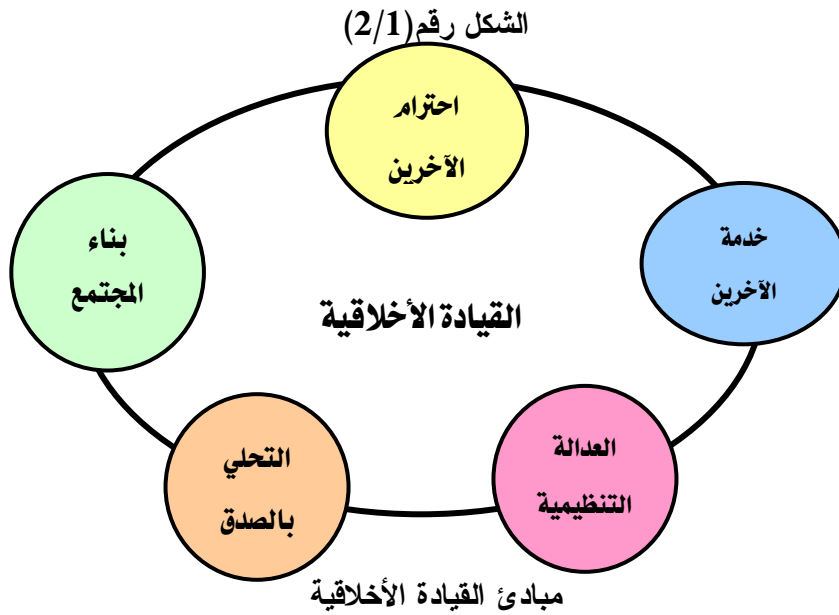 الشكل رقم(2/1)
احترام
الآخرين
خدمة
الآخرين
بناء
المجتمع
القيادة الأخلاقية
العدالة
التنظيمية
التحلي
بالصدق
مبادئ القيادة الأخلاقية